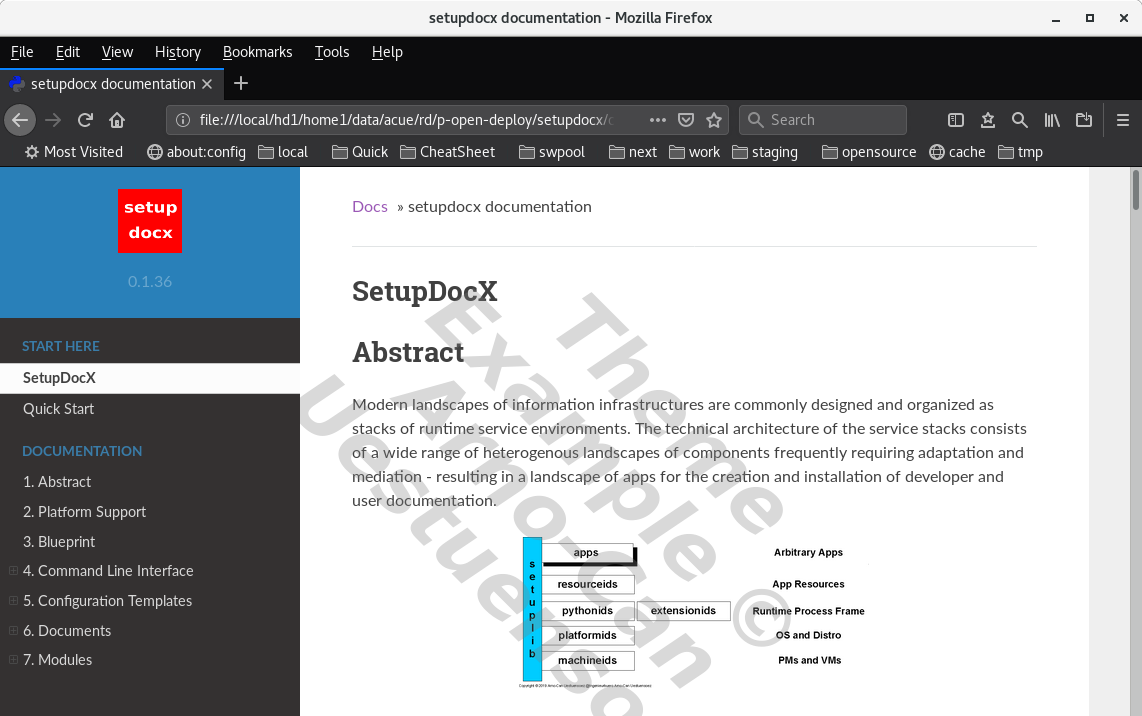 setupdocx documentation - Mozilla Firefox
File Edit View History Bookmarks Tools Help
setupdocx documentation
file:///local/hd1/home1/data/acue/rd/p-open-deploy/setupdocx/
Search
Most Visited about:config local Quick CheatSheet swpool next work staging opensource cache tmp
setup
docx
0.1.36
START HERE
SetupDocX
Quick Start
DOCUMENTATION
1. Abstract
2. Platform Support
3. Blueprint
4. Command Line Interface
5. Configuration Templates
6. Documents
7. Modules
Docs » setupdocx documentation
SetupDocX
Abstract
Modern landscapes of information infrastructures are commonly designed and organized as
stacks of runtime service environments. The technical architecture of the service stacks consists
of a wide range of heterogenous landscapes of components frequently requiring adaptation and
mediation - resulting in a landscape of apps for the creation and installation of developer and
user documentation.
setuplib
apps Arbitrary Apps
resourceids App Resources
pythonids extensionids Runtime Process Frame
platformids OS and Distro
machineids PMs and VMs
Theme
Example ©
Arno-Can
Uestuensoe